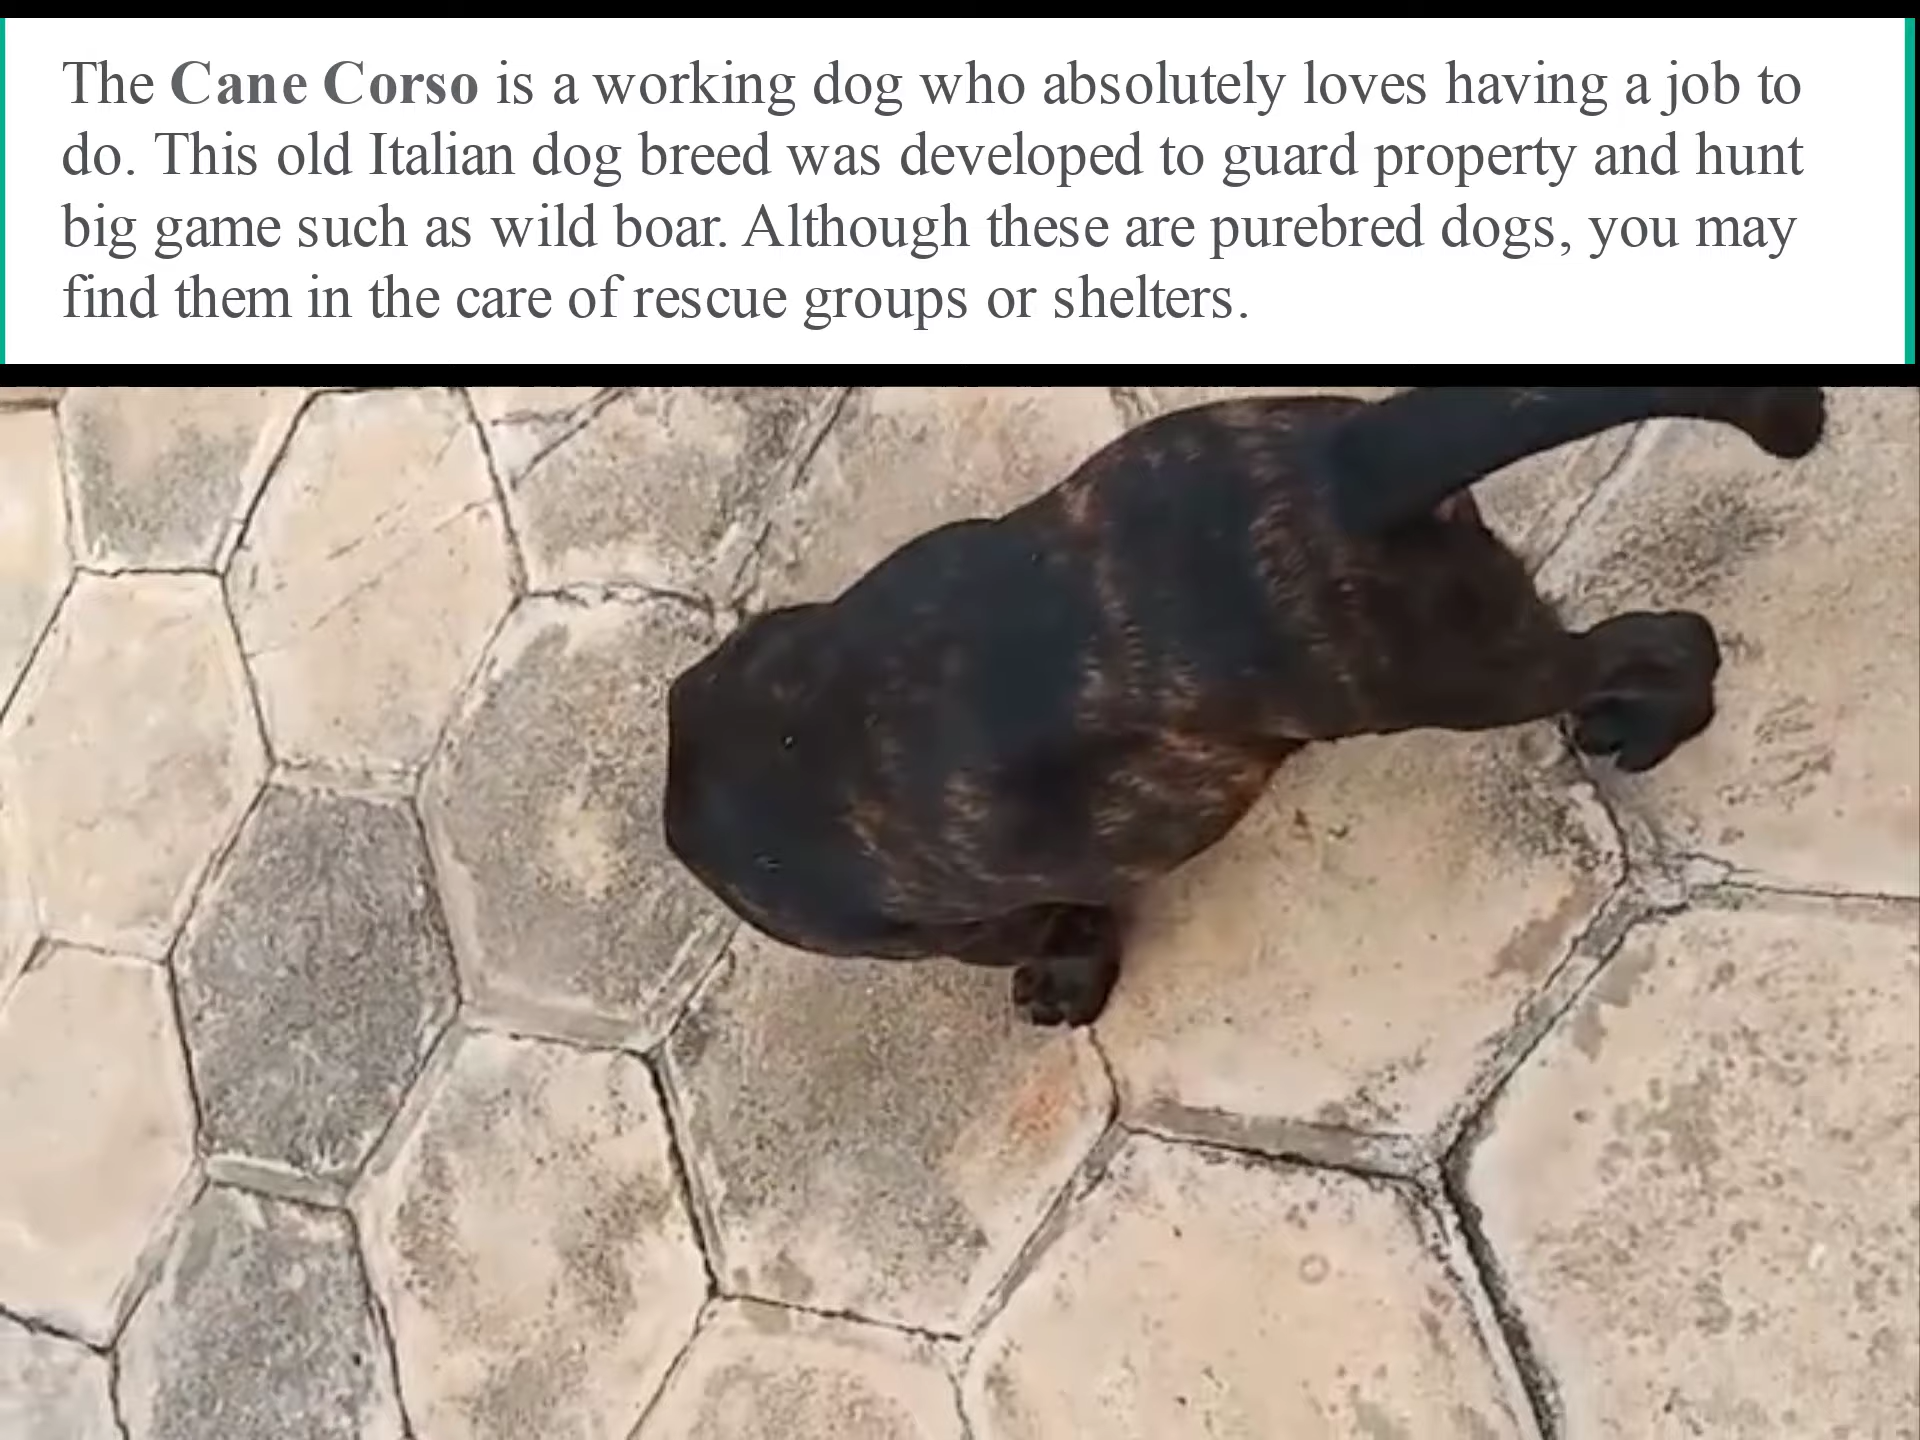 The Cane Corso is a working dog who absolutely loves having a job to
do. This old Italian dog breed was developed to guard property and hunt
big game such as wild boar. Although these are purebred dogs, you may
find them in the care of rescue groups or shelters.